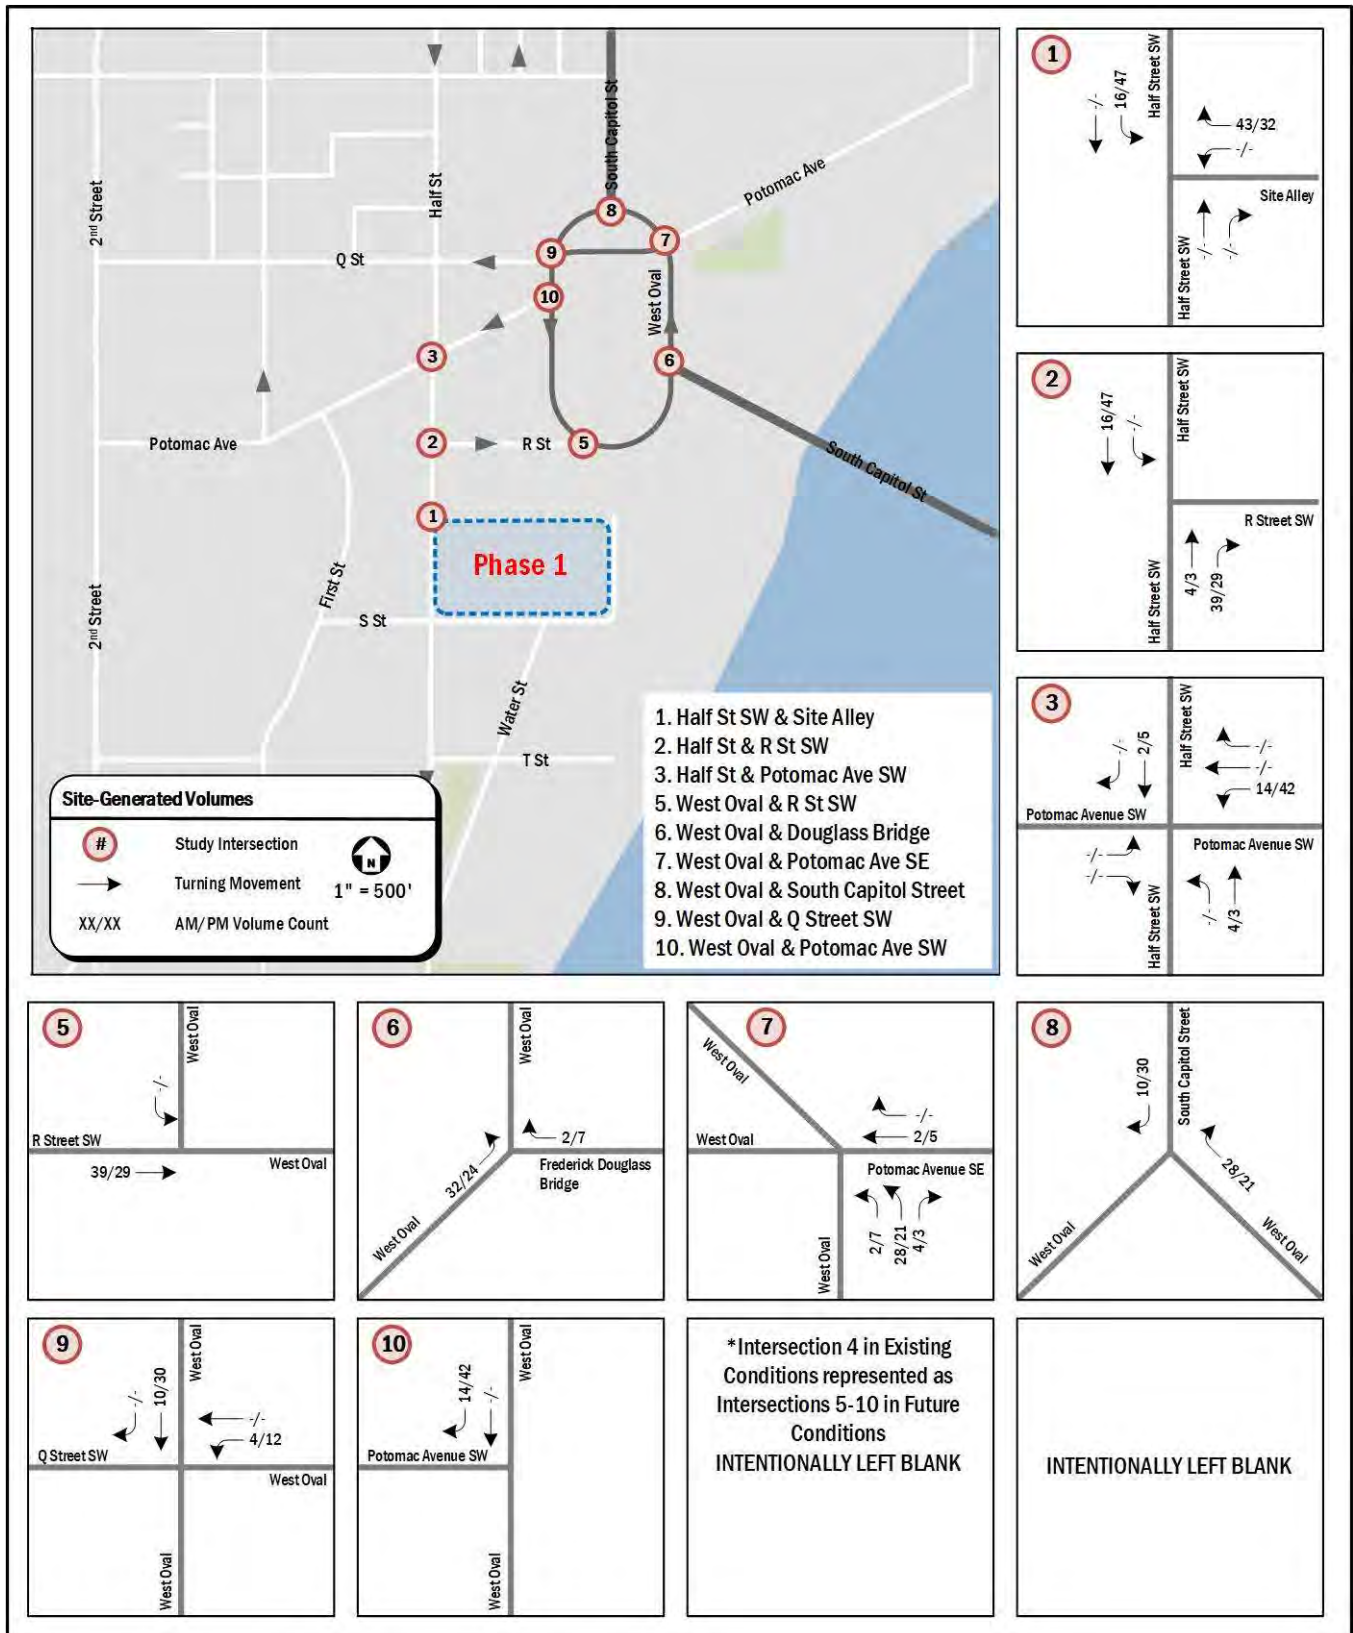 South Capitol St
Potomac Ave
2nd Street
Half St
8
7
9
Q St
10
West Oval
3
6
Potomac Ave
2
R St
5
South Capitol St
1
Phase 1
First St
2nd Street
S St
Water St
T St
1. Half St SW & Site Alley
2. Half St & R St SW
3. Half St & Potomac Ave SW
5. West Oval & R St SW
6. West Oval & Douglass Bridge
7. West Oval & Potomac Ave SE
8. West Oval & South Capitol Street
9. West Oval & Q Street SW
10. West Oval & Potomac Ave SW
Site-Generated Volumes
# Study Intersection
N
Turning Movement
1" = 500'
XX/XX AM/PM Volume Count
1
Half Street SW
-/-
16/47
43/32
-/-
Site Alley
Half Street SW
-/-
-/-
2
Half Street SW
16/47
-/-
R Street SW
Half Street SW
4/3
39/29
3
Half Street SW
-/-
2/5
-/-
-/-
14/42
Potomac Avenue SW
Potomac Avenue SW
-/-
-/-
Half Street SW
-/-
4/3
5
West Oval
-/-
R Street SW
39/29
West Oval
6
West Oval
2/7
32/24
Frederick Douglass
Bridge
West Oval
7
West Oval
-/-
2/5
West Oval
Potomac Avenue SE
2/7
28/21
4/3
West Oval
8
South Capitol Street
10/30
28/21
West Oval
West Oval
9
West Oval
-/-
10/30
-/-
4/12
Q Street SW
West Oval
West Oval
10
West Oval
14/42
-/-
Potomac Avenue SW
West Oval
*Intersection 4 in Existing
Conditions represented as
Intersections 5-10 in Future
Conditions
INTENTIONALLY LEFT BLANK
INTENTIONALLY LEFT BLANK